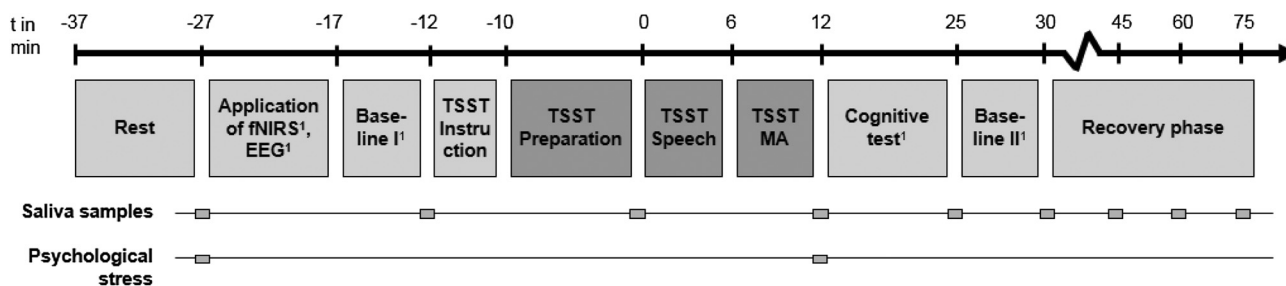 t in
min
-37 -27 -17 -12 -10 0 6 12 25 30 45 60 75
Rest
Application
of fNIRS¹,
EEG¹
Base-
line I¹
TSST
Instru
ction
TSST
Preparation
TSST
Speech
TSST
MA
Cognitive
test¹
Base-
line II¹
Recovery phase
Saliva samples
Psychological
stress